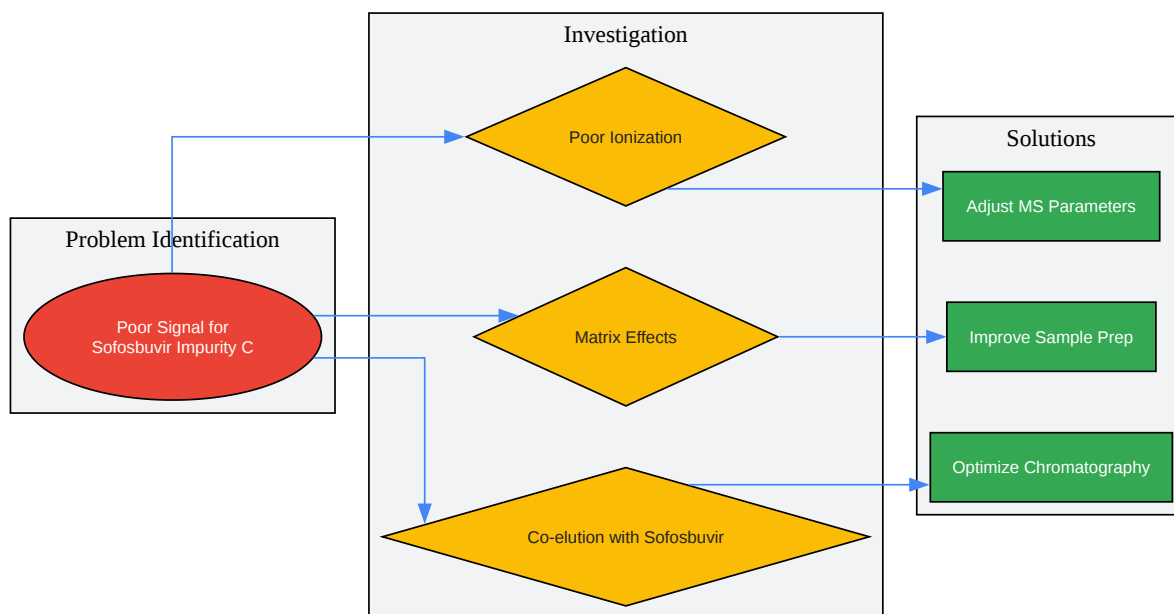 Problem Identification
Poor Signal for
Sofosbuvir Impurity C
Investigation
Poor Ionization
Matrix Effects
Co-elution with Sofosbuvir
Solutions
Adjust MS Parameters
Improve Sample Prep
Optimize Chromatography